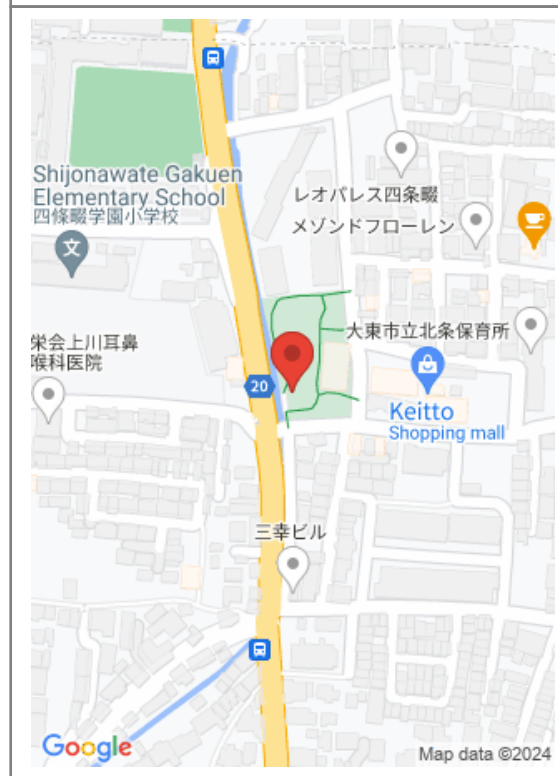 Shijonawate Gakuen
Elementary School
四條畷学園小学校
文
レオパレス四条畷
メゾンドフローレン
栄会上川耳鼻
喉科医院
大東市立北条保育所
20
Keitto
Shopping mall
三幸ビル
Google
Map data ©2024